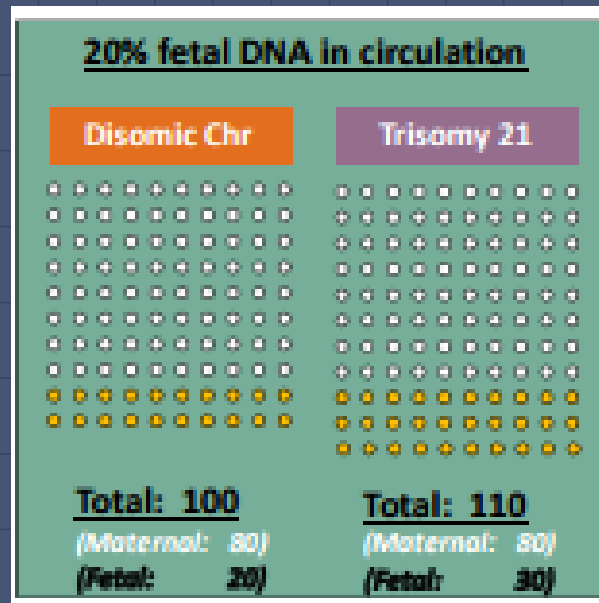 20% fetal DNA in circulation
Disomic Chr
Trisomy 21
Total: 100
(Maternal: 80)
(Fetal: 20)
Total: 110
(Maternal: 80)
(Fetal: 30)